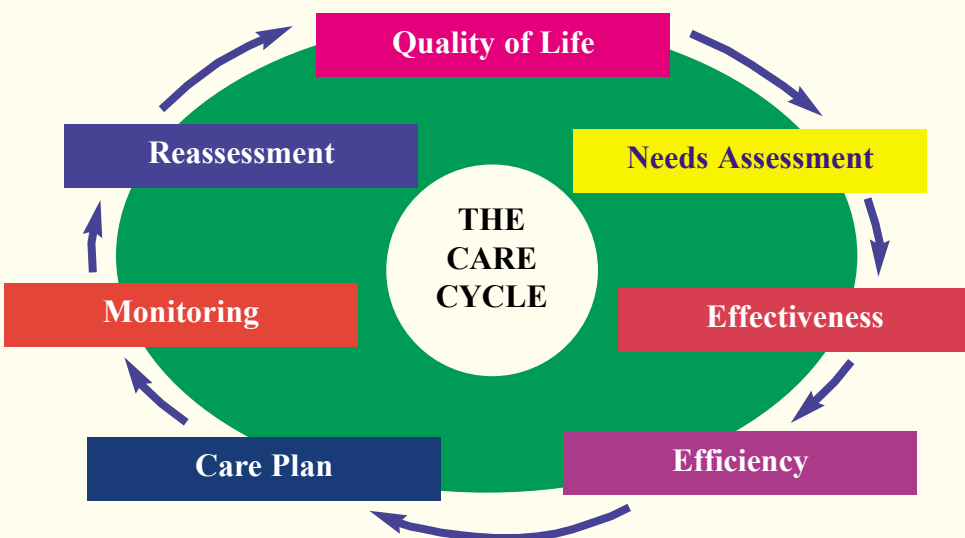 Quality of Life
Needs Assessment
Effectiveness
Efficiency
Care Plan
Monitoring
Reassessment
THE
CARE
CYCLE